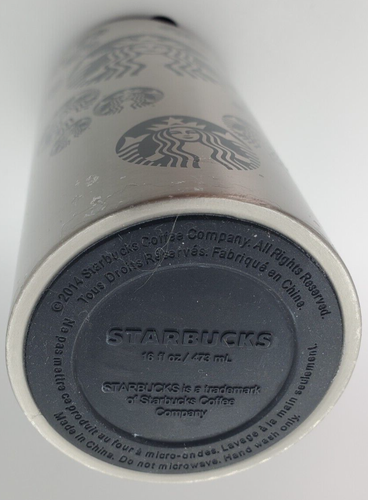 ©2014 Starbucks Coffee Company. All Rights Reserved.
Tous Droits Réservés. Fabriqué en China.
STARBUCKS
16 fl oz / 473 mL
STARBUCKS is a trademark
of Starbucks Coffee
Company
Ne pas mettre ce produit au four à micro-ondes. Lavage à la main seulement.
Made in China. Do not microwave. Hand wash only.